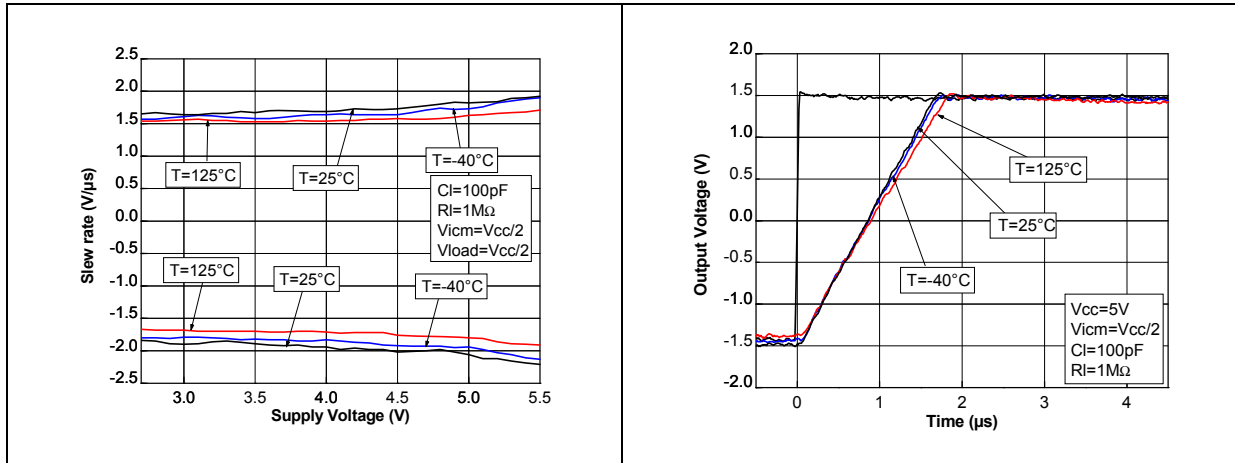 2.5
2.0
1.5
1.0
0.5
0.0
-0.5
-1.0
-1.5
-2.0
-2.5
Slew rate (V/µs)
T=125°C
T=25°C
T=-40°C
Cl=100pF
Rl=1MΩ
Vicm=Vcc/2
Vload=Vcc/2
T=125°C
T=25°C
T=-40°C
3.0 3.5 4.0 4.5 5.0 5.5
Supply Voltage (V)
2.0
1.5
1.0
0.5
0.0
-0.5
-1.0
-1.5
-2.0
Output Voltage (V)
T=125°C
T=25°C
T=-40°C
Vcc=5V
Vicm=Vcc/2
Cl=100pF
Rl=1MΩ
0 1 2 3 4
Time (µs)